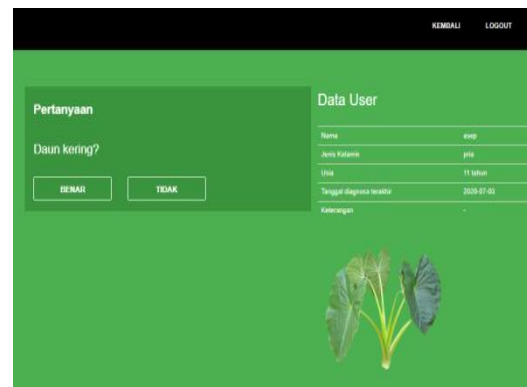 KEMBALI LOGOUT
Pertanyaan
Daun kering?
BENAR TIDAK
Data User
Nama asep
Jenis Kelamin pria
Usia 11 tahun
Tanggal diagnosa terakhir 2020-07-03
Keterangan -